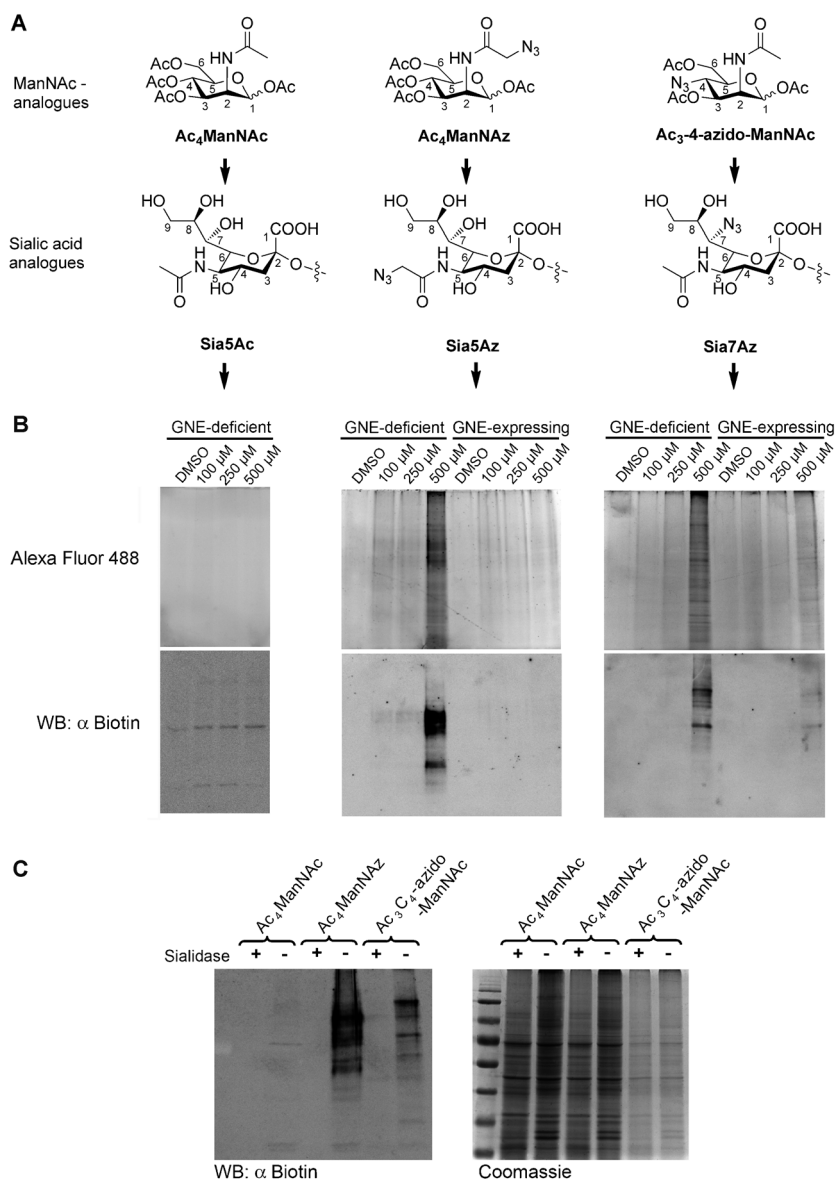 A
ManNAc -
analogues
O
NH
AcO
6
O
AcO
4
5
OAc
AcO
3
2
1
Ac4ManNAc
O
N3
NH
AcO
6
O
AcO
4
5
OAc
AcO
3
2
1
Ac4ManNAz
O
NH
AcO
6
N3
4
5
O
AcO
OAc
3
2
1
Ac3-4-azido-ManNAc
Sialic acid
analogues
HO OH
OH
9 8 7
COOH
1
6
O
2
O
HN
5
4
3
HO
O
Sia5Ac
HO OH
OH
9 8 7
COOH
1
6
O
2
O
N3
HN
5
4
3
HO
O
Sia5Az
HO OH
N3
9 8 7
COOH
1
6
O
2
O
HN
5
4
3
HO
O
Sia7Az
B
GNE-deficient
DMSO 100 µM 250 µM 500 µM
GNE-deficient GNE-expressing
DMSO 100 µM 250 µM 500 µM DMSO 100 µM 250 µM 500 µM
GNE-deficient GNE-expressing
DMSO 100 µM 250 µM 500 µM DMSO 100 µM 250 µM 500 µM
Alexa Fluor 488
WB: α Biotin
C
Ac4ManNAc
Ac4ManNAz
Ac3C4-azido
-ManNAc
Ac4ManNAc
Ac4ManNAz
Ac3C4-azido
-ManNAc
Sialidase + - + - + - + - + - + -
WB: α Biotin Coomassie